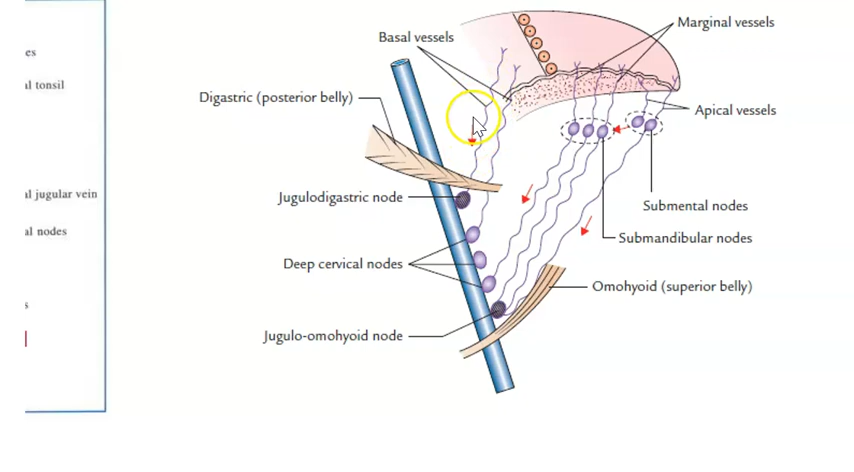 es
al tonsil
al jugular vein
al nodes
s
Basal vessels
Marginal vessels
Digastric (posterior belly)
Apical vessels
Jugulodigastric node
Submental nodes
Submandibular nodes
Deep cervical nodes
Omohyoid (superior belly)
Jugulo-omohyoid node